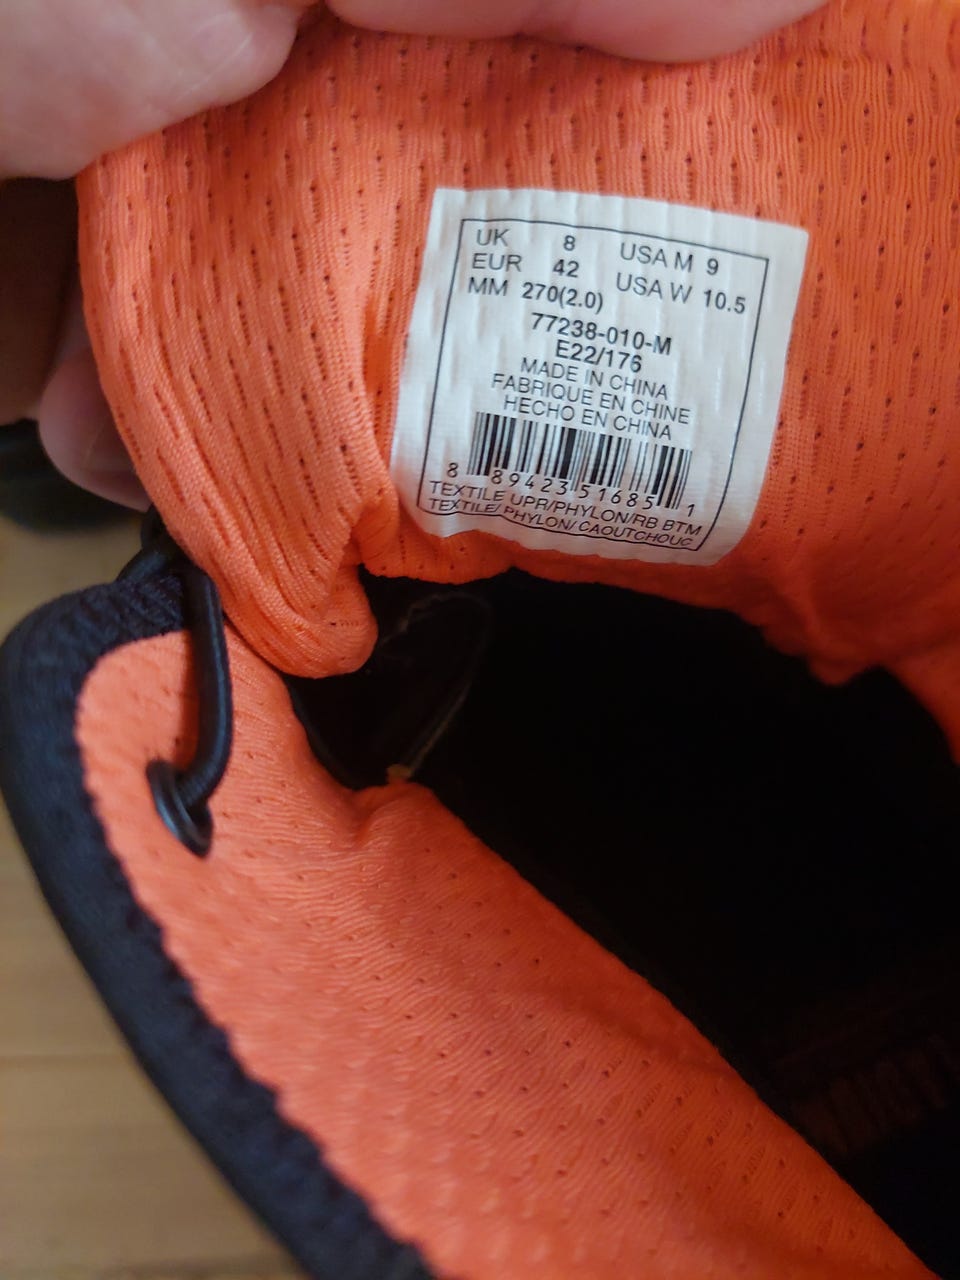 UK 8 USA M 9
EUR 42 USA W 10.5
MM 270(2.0)
77238-010-M
E22/176
MADE IN CHINA
FABRIQUE EN CHINE
HECHO EN CHINA
8 89423 51685 1
TEXTILE UPR/PHYLON/RB BTM
TEXTILE/ PHYLON/ CAOUTCHOUC